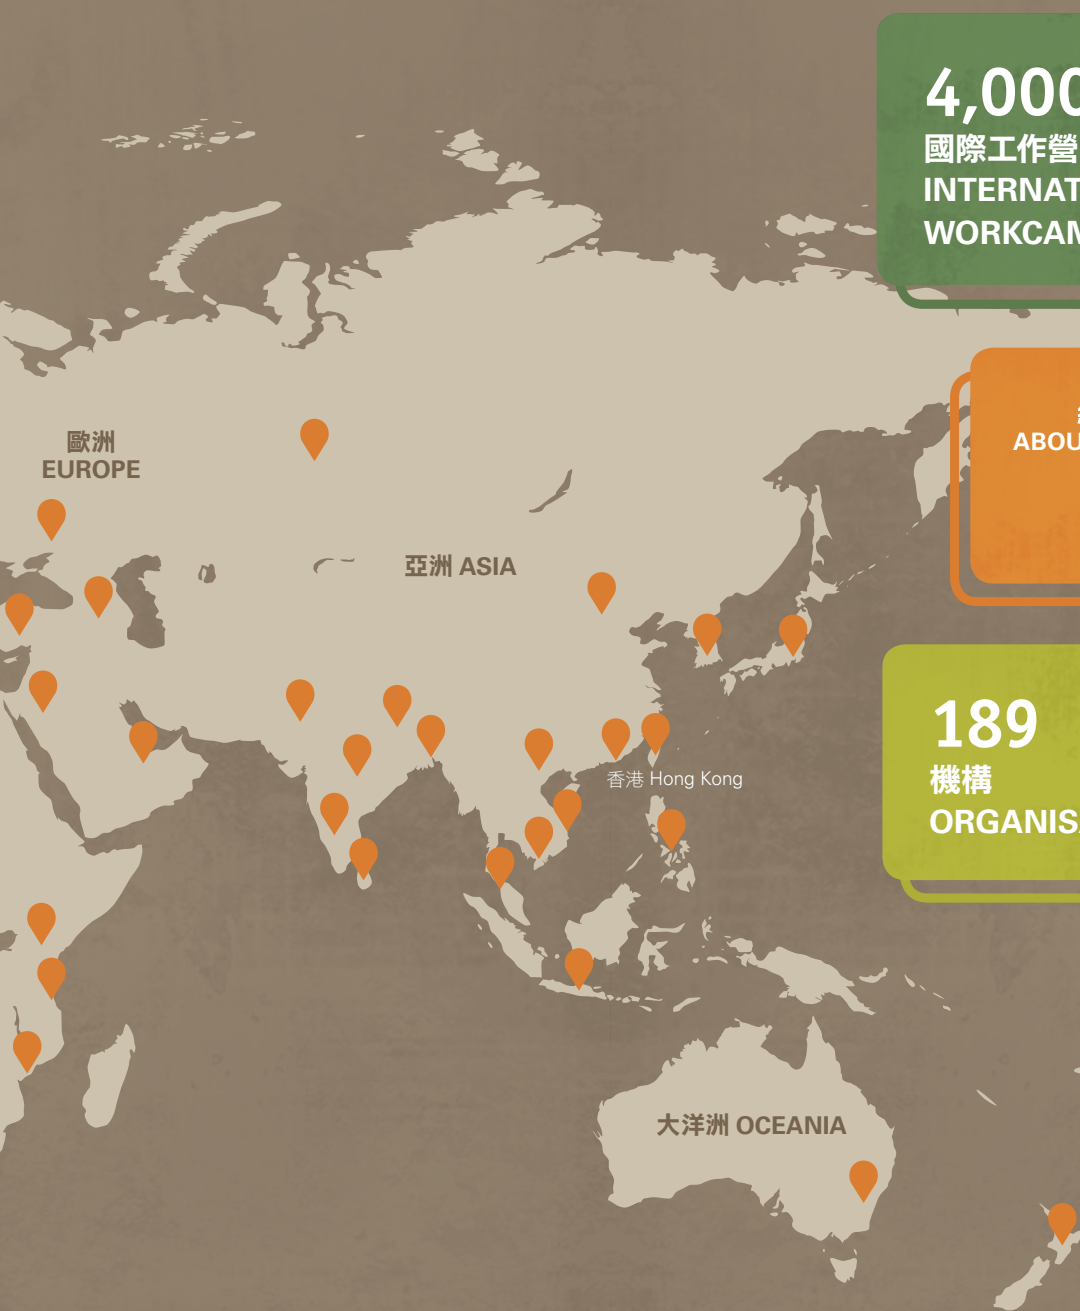 4,000
國際工作營
INTERNAT
WORKCAM
歐洲
EUROPE
ABOU
亞洲 ASIA
189
機構
ORGANIS
香港 Hong Kong
大洋洲 OCEANIA